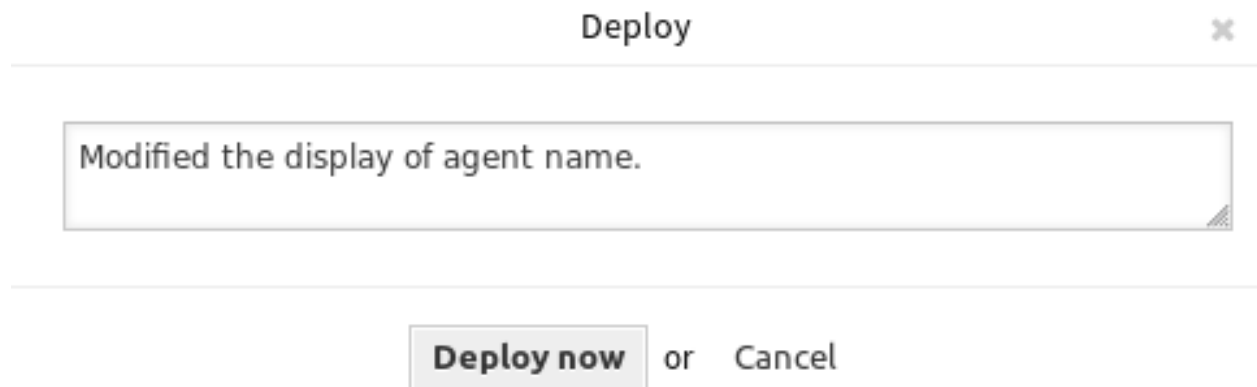 Deploy
Modified the display of agent name.
Deploy now or Cancel